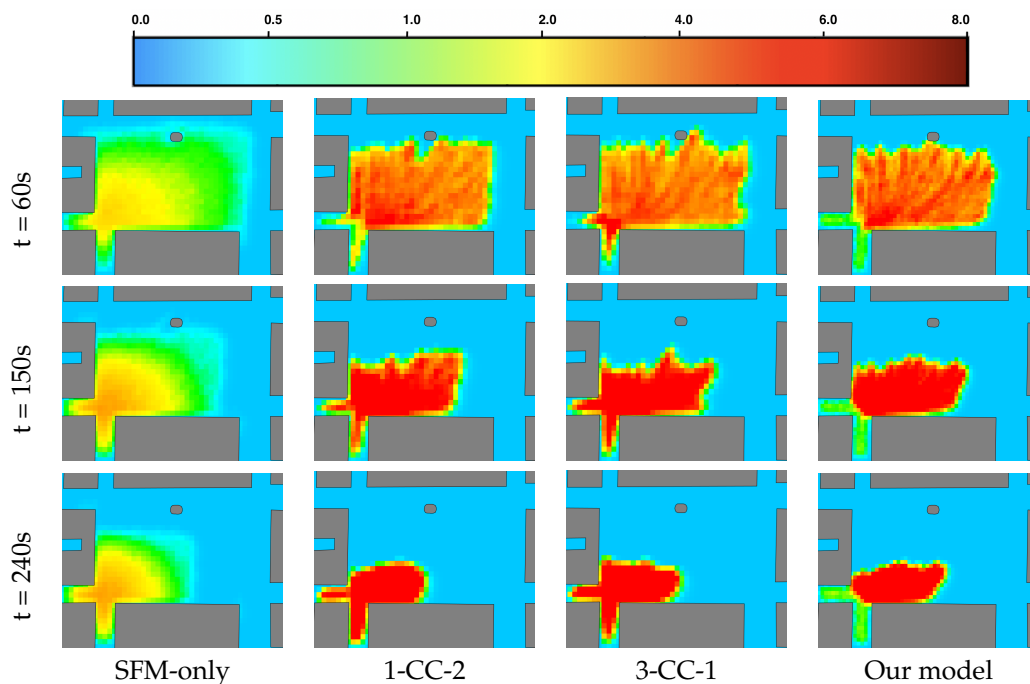 0.0 0.5 1.0 2.0 4.0 6.0 8.0
t = 60s
t = 150s
t = 240s
SFM-only 1-CC-2 3-CC-1 Our model